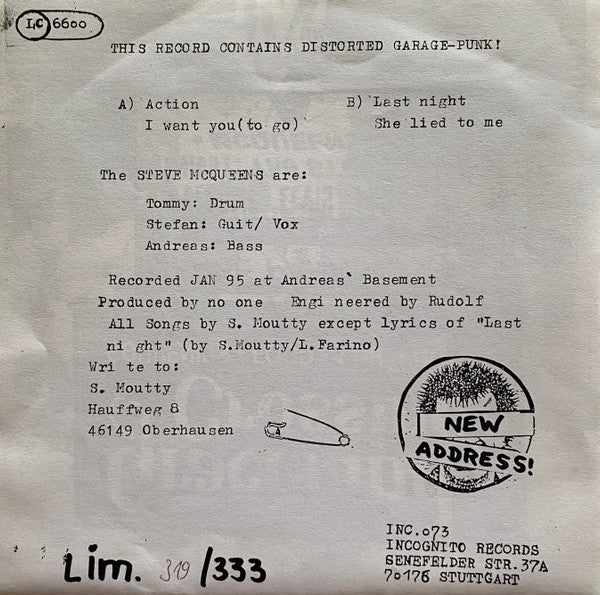 LC 6600
THIS RECORD CONTAINS DISTORTED GARAGE-PUNK!
A) Action
I want you(to go)
B) Last night
She lied to me
The STEVE MCQUEENS are:
Tommy: Drum
Stefan: Guit/ Vox
Andreas: Bass
Recorded JAN 95 at Andreas` Basement
Produced by no one Engi neered by Rudolf
All Songs by S. Moutty except lyrics of "Last
ni ght" (by S.Moutty/L.Farino)
Wri te to:
S. Moutty
Hauffweg 8
46149 Oberhausen
NEW
ADDRESS!
Lim. 319 /333
INC.073
INCOGNITO RECORDS
SENEFELDER STR.37A
70176 STUTTGART